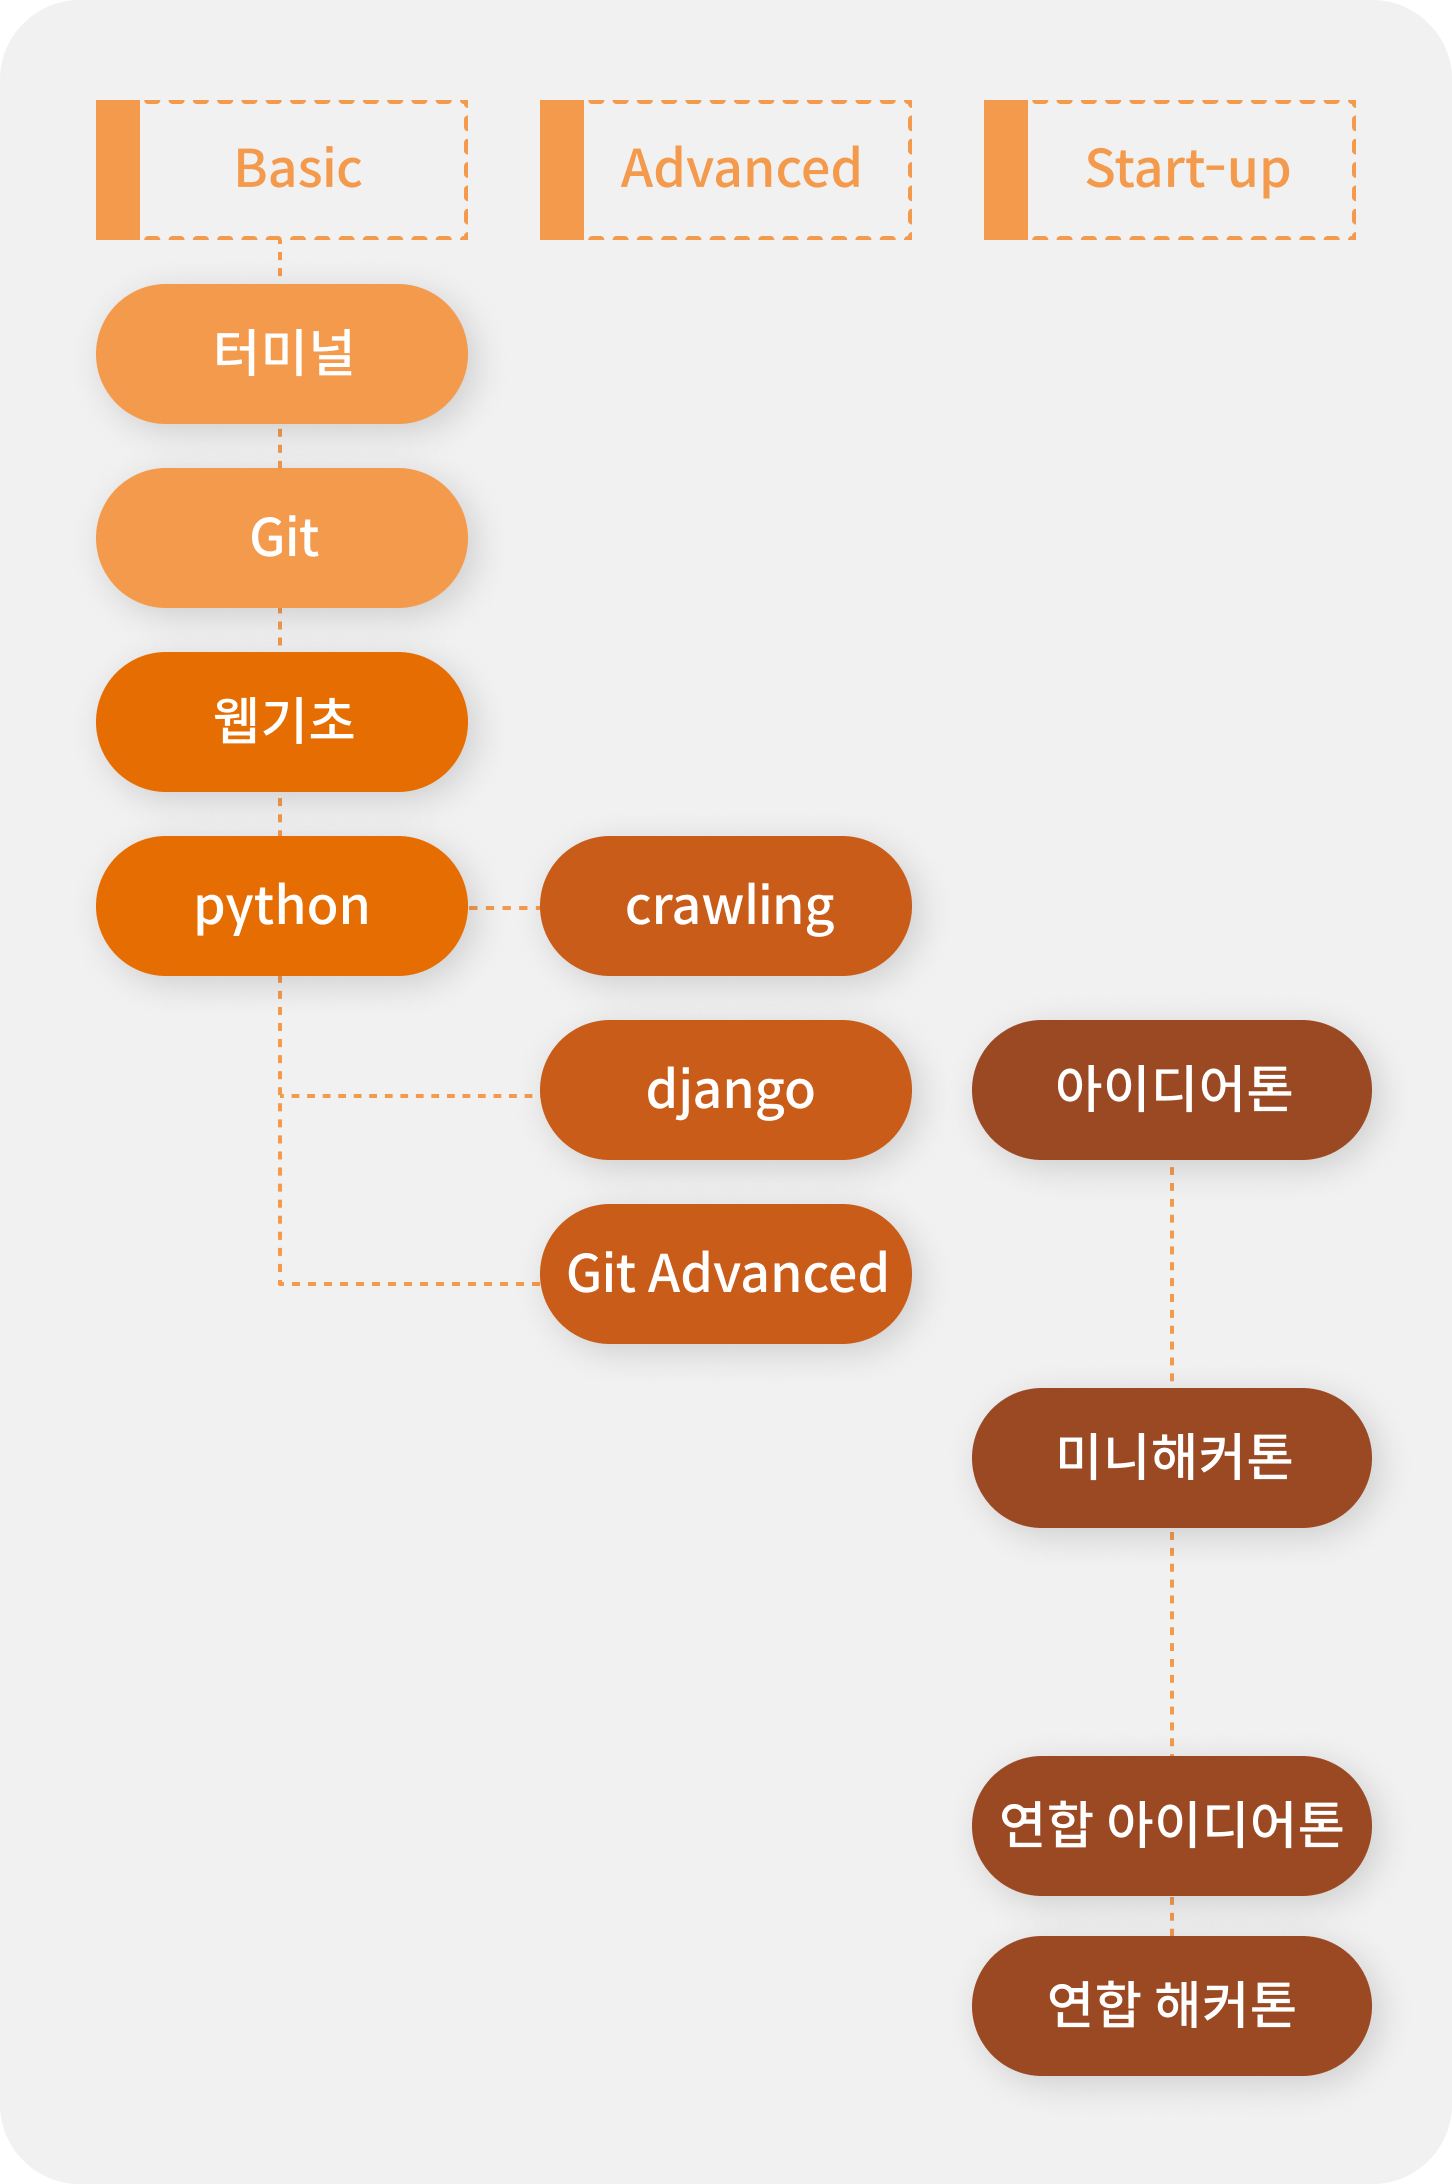 Basic
Advanced
Start-up
터미널
Git
웹기초
python
crawling
django
아이디어톤
Git Advanced
미니해커톤
연합 아이디어톤
연합 해커톤